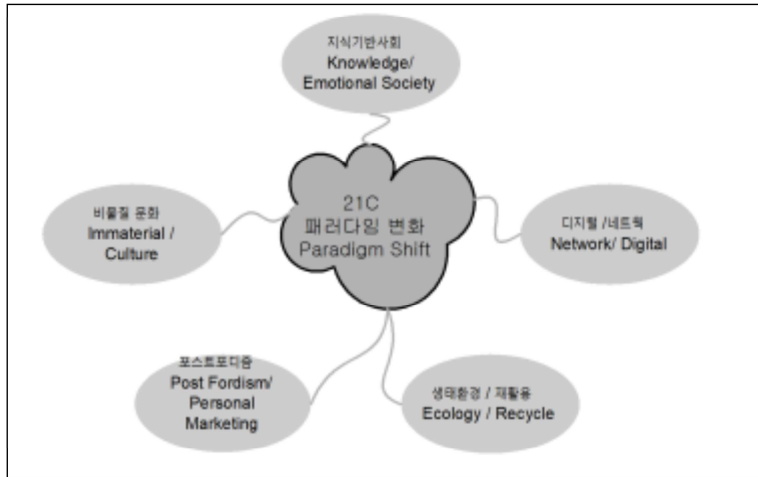 지식기반사회
Knowledge/
Emotional Society
21C
패러다임 변화
Paradigm Shift
비물질 문화
Immaterial /
Culture
디지털 /네트웍
Network/ Digital
포스트포디즘
Post Fordism/
Personal
Marketing
생태환경 / 재활용
Ecology / Recycle